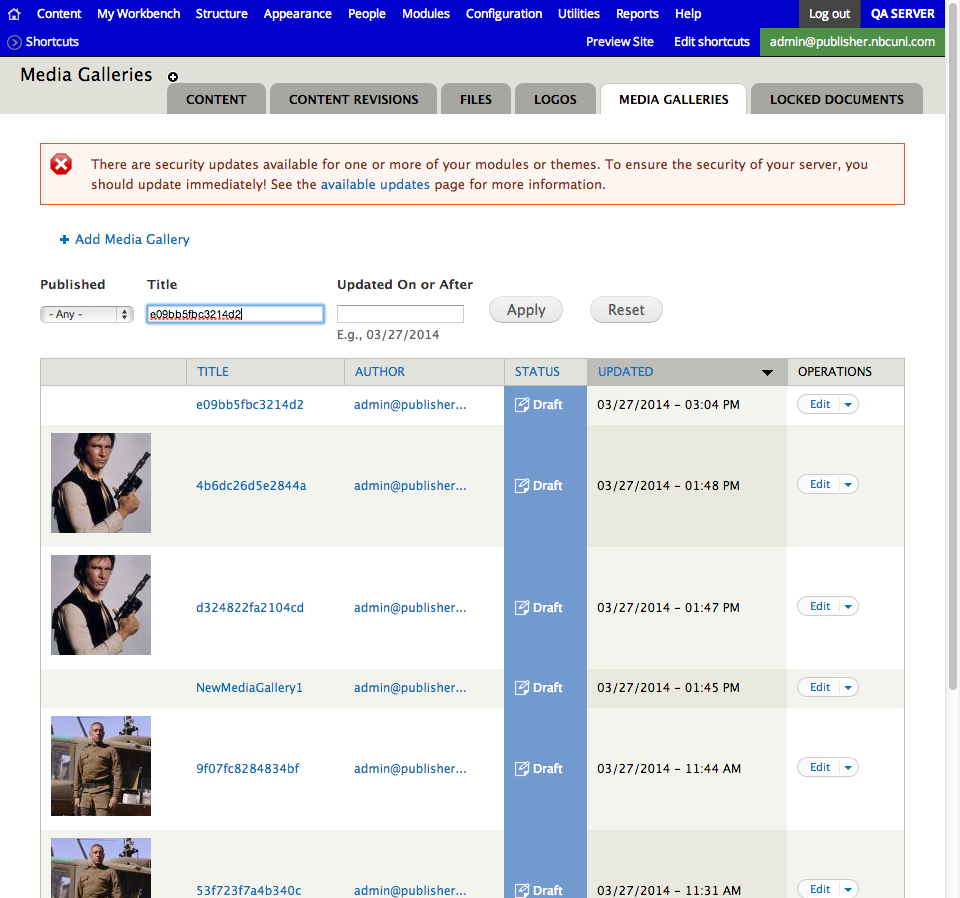 Content My Workbench Structure Appearance People Modules Configuration Utilities Reports Help Log out QA SERVER
Shortcuts Preview Site Edit shortcuts admin@publisher.nbcuni.com
Media Galleries
CONTENT CONTENT REVISIONS FILES LOGOS MEDIA GALLERIES LOCKED DOCUMENTS
There are security updates available for one or more of your modules or themes. To ensure the security of your server, you
should update immediately! See the available updates page for more information.
Add Media Gallery
Published Title Updated On or After
- Any - e09bb5fbc3214d2 Apply Reset
E.g., 03/27/2014
TITLE AUTHOR STATUS UPDATED OPERATIONS
e09bb5fbc3214d2 admin@publisher... Draft 03/27/2014 - 03:04 PM Edit
4b6dc26d5e2844a admin@publisher... Draft 03/27/2014 - 01:48 PM Edit
d324822fa2104cd admin@publisher... Draft 03/27/2014 - 01:47 PM Edit
NewMediaGallery1 admin@publisher... Draft 03/27/2014 - 01:45 PM Edit
9f07fc8284834bf admin@publisher... Draft 03/27/2014 - 11:44 AM Edit
53f723f7a4b340c admin@publisher... Draft 03/27/2014 - 11:31 AM Edit